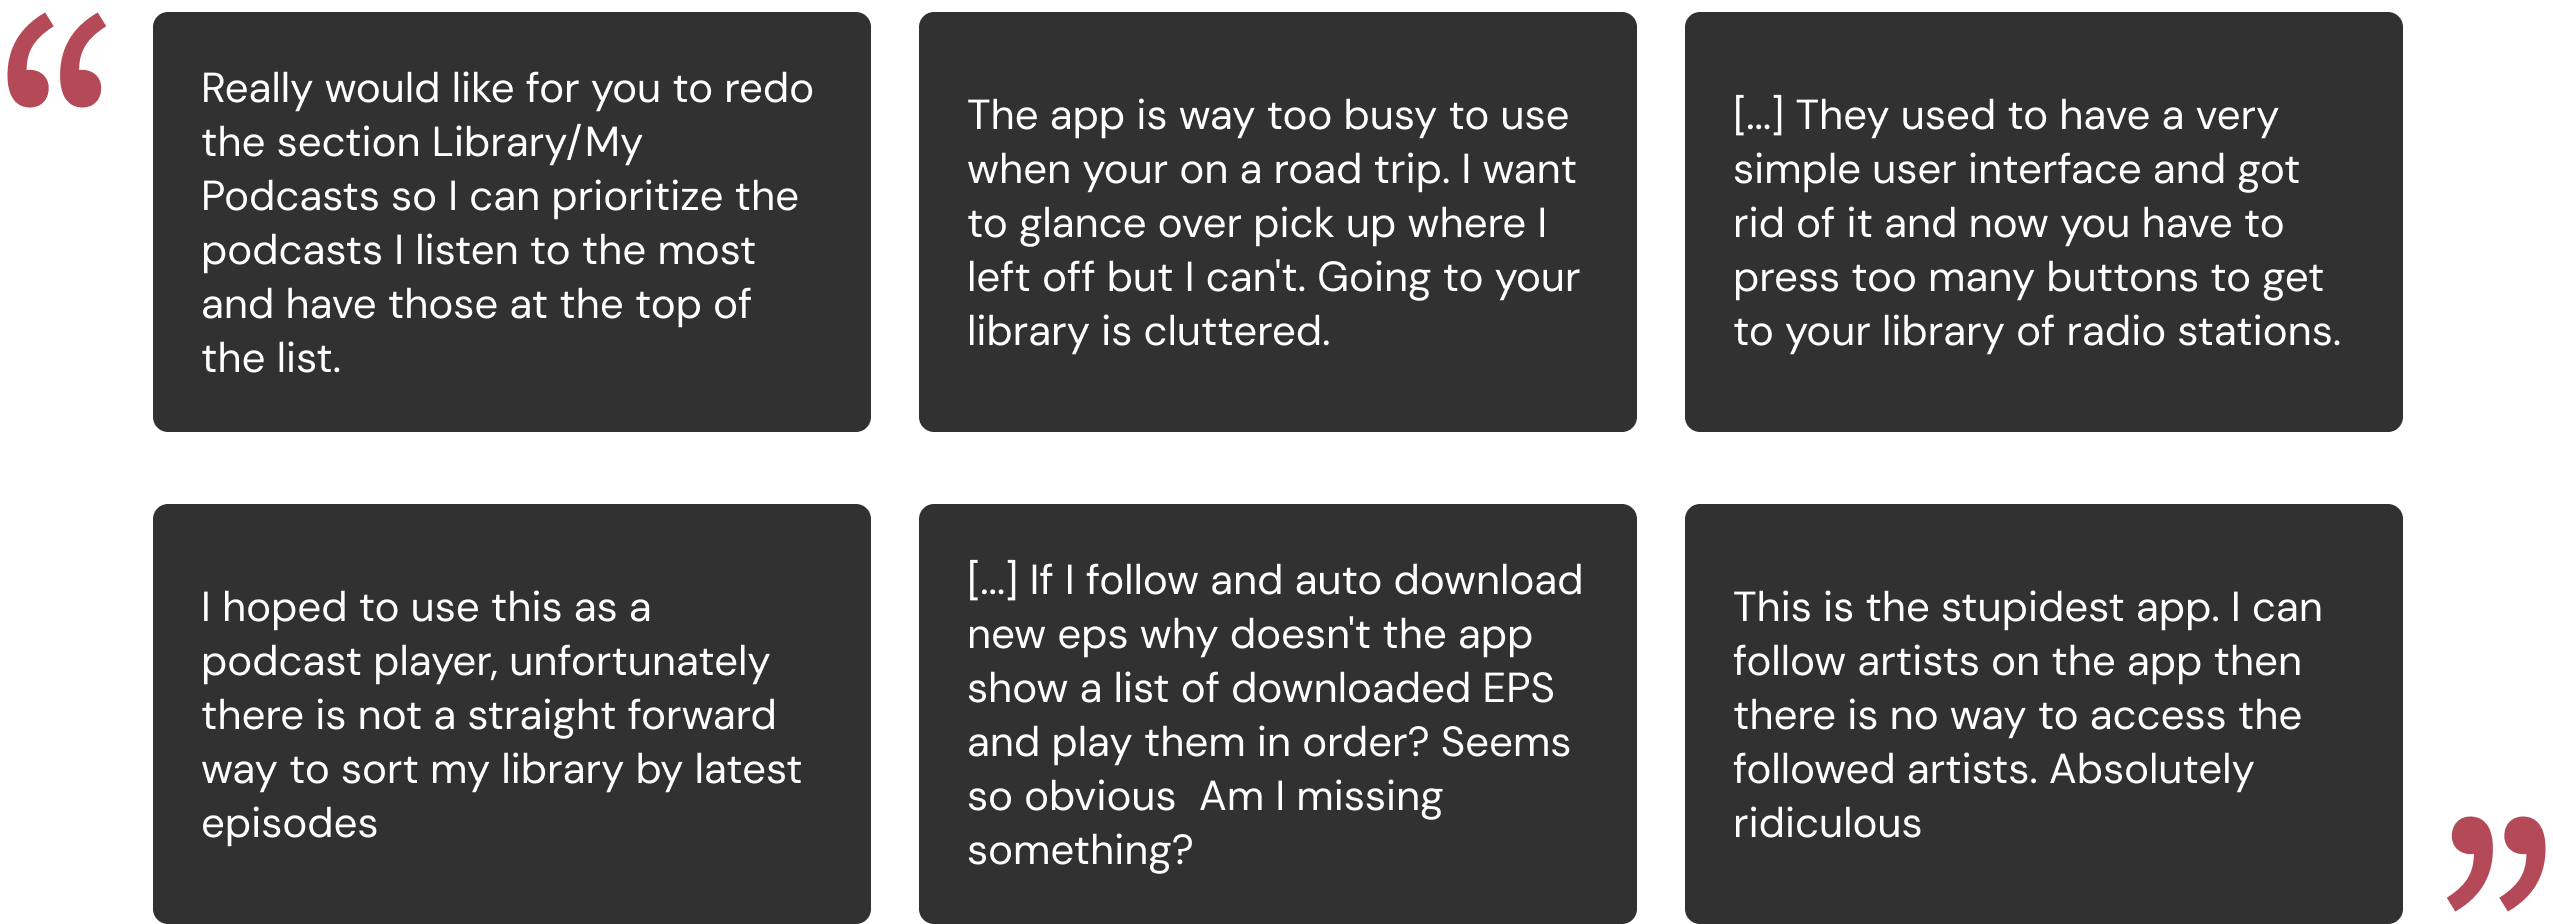 “
Really would like for you to redo
the section Library/My
Podcasts so I can prioritize the
podcasts I listen to the most
and have those at the top of
the list.
The app is way too busy to use
when your on a road trip. I want
to glance over pick up where I
left off but I can't. Going to your
library is cluttered.
[...] They used to have a very
simple user interface and got
rid of it and now you have to
press too many buttons to get
to your library of radio stations.
I hoped to use this as a
podcast player, unfortunately
there is not a straight forward
way to sort my library by latest
episodes
[...] If I follow and auto download
new eps why doesn't the app
show a list of downloaded EPS
and play them in order? Seems
so obvious  Am I missing
something?
This is the stupidest app. I can
follow artists on the app then
there is no way to access the
followed artists. Absolutely
ridiculous
”